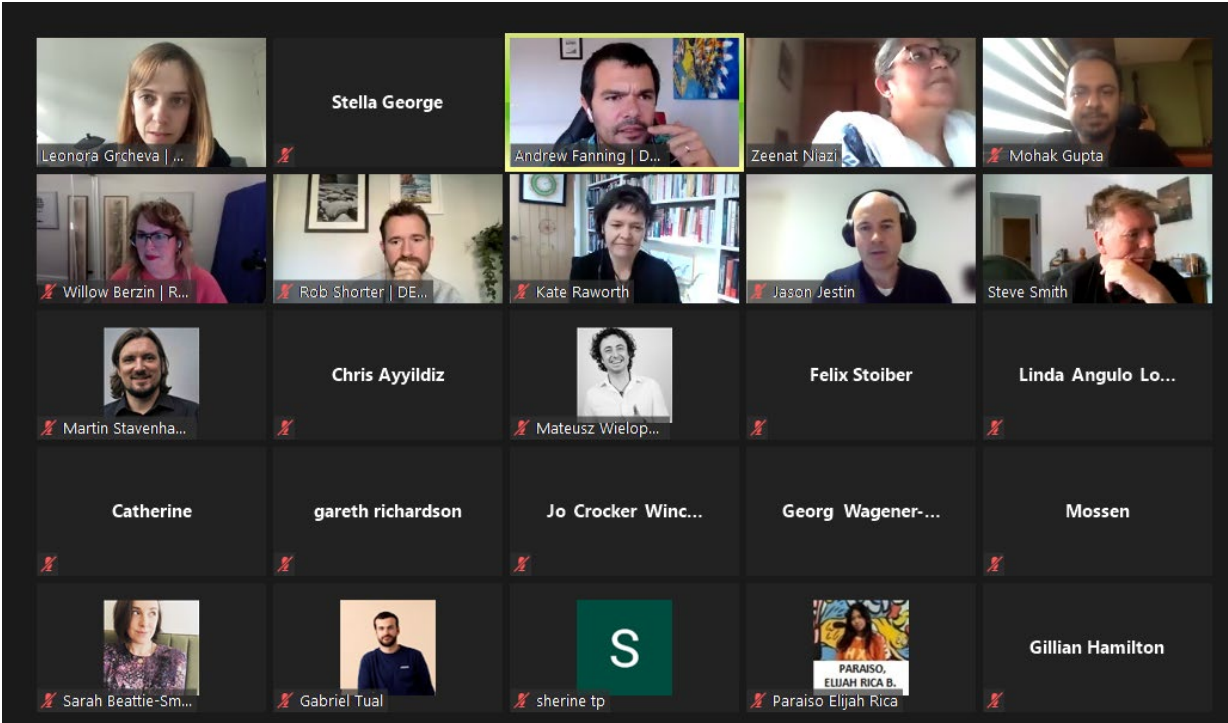 Leonora Grcheva | ...
Stella George
Andrew Fanning | D...
Zeenat Niazi
Mohak Gupta
Willow Berzin | R...
Rob Shorter | DE...
Kate Raworth
Jason Jestin
Steve Smith
Martin Stavenha...
Chris Ayyildiz
Mateusz Wielop...
Felix Stoiber
Linda Angulo Lo...
Catherine
gareth richardson
Jo Crocker Winc...
Georg Wagener-...
Mossen
Sarah Beattie-Sm...
Gabriel Tual
S
sherine tp
PARAISO,
ELIJAH RICA B.
Paraiso Elijah Rica
Gillian Hamilton